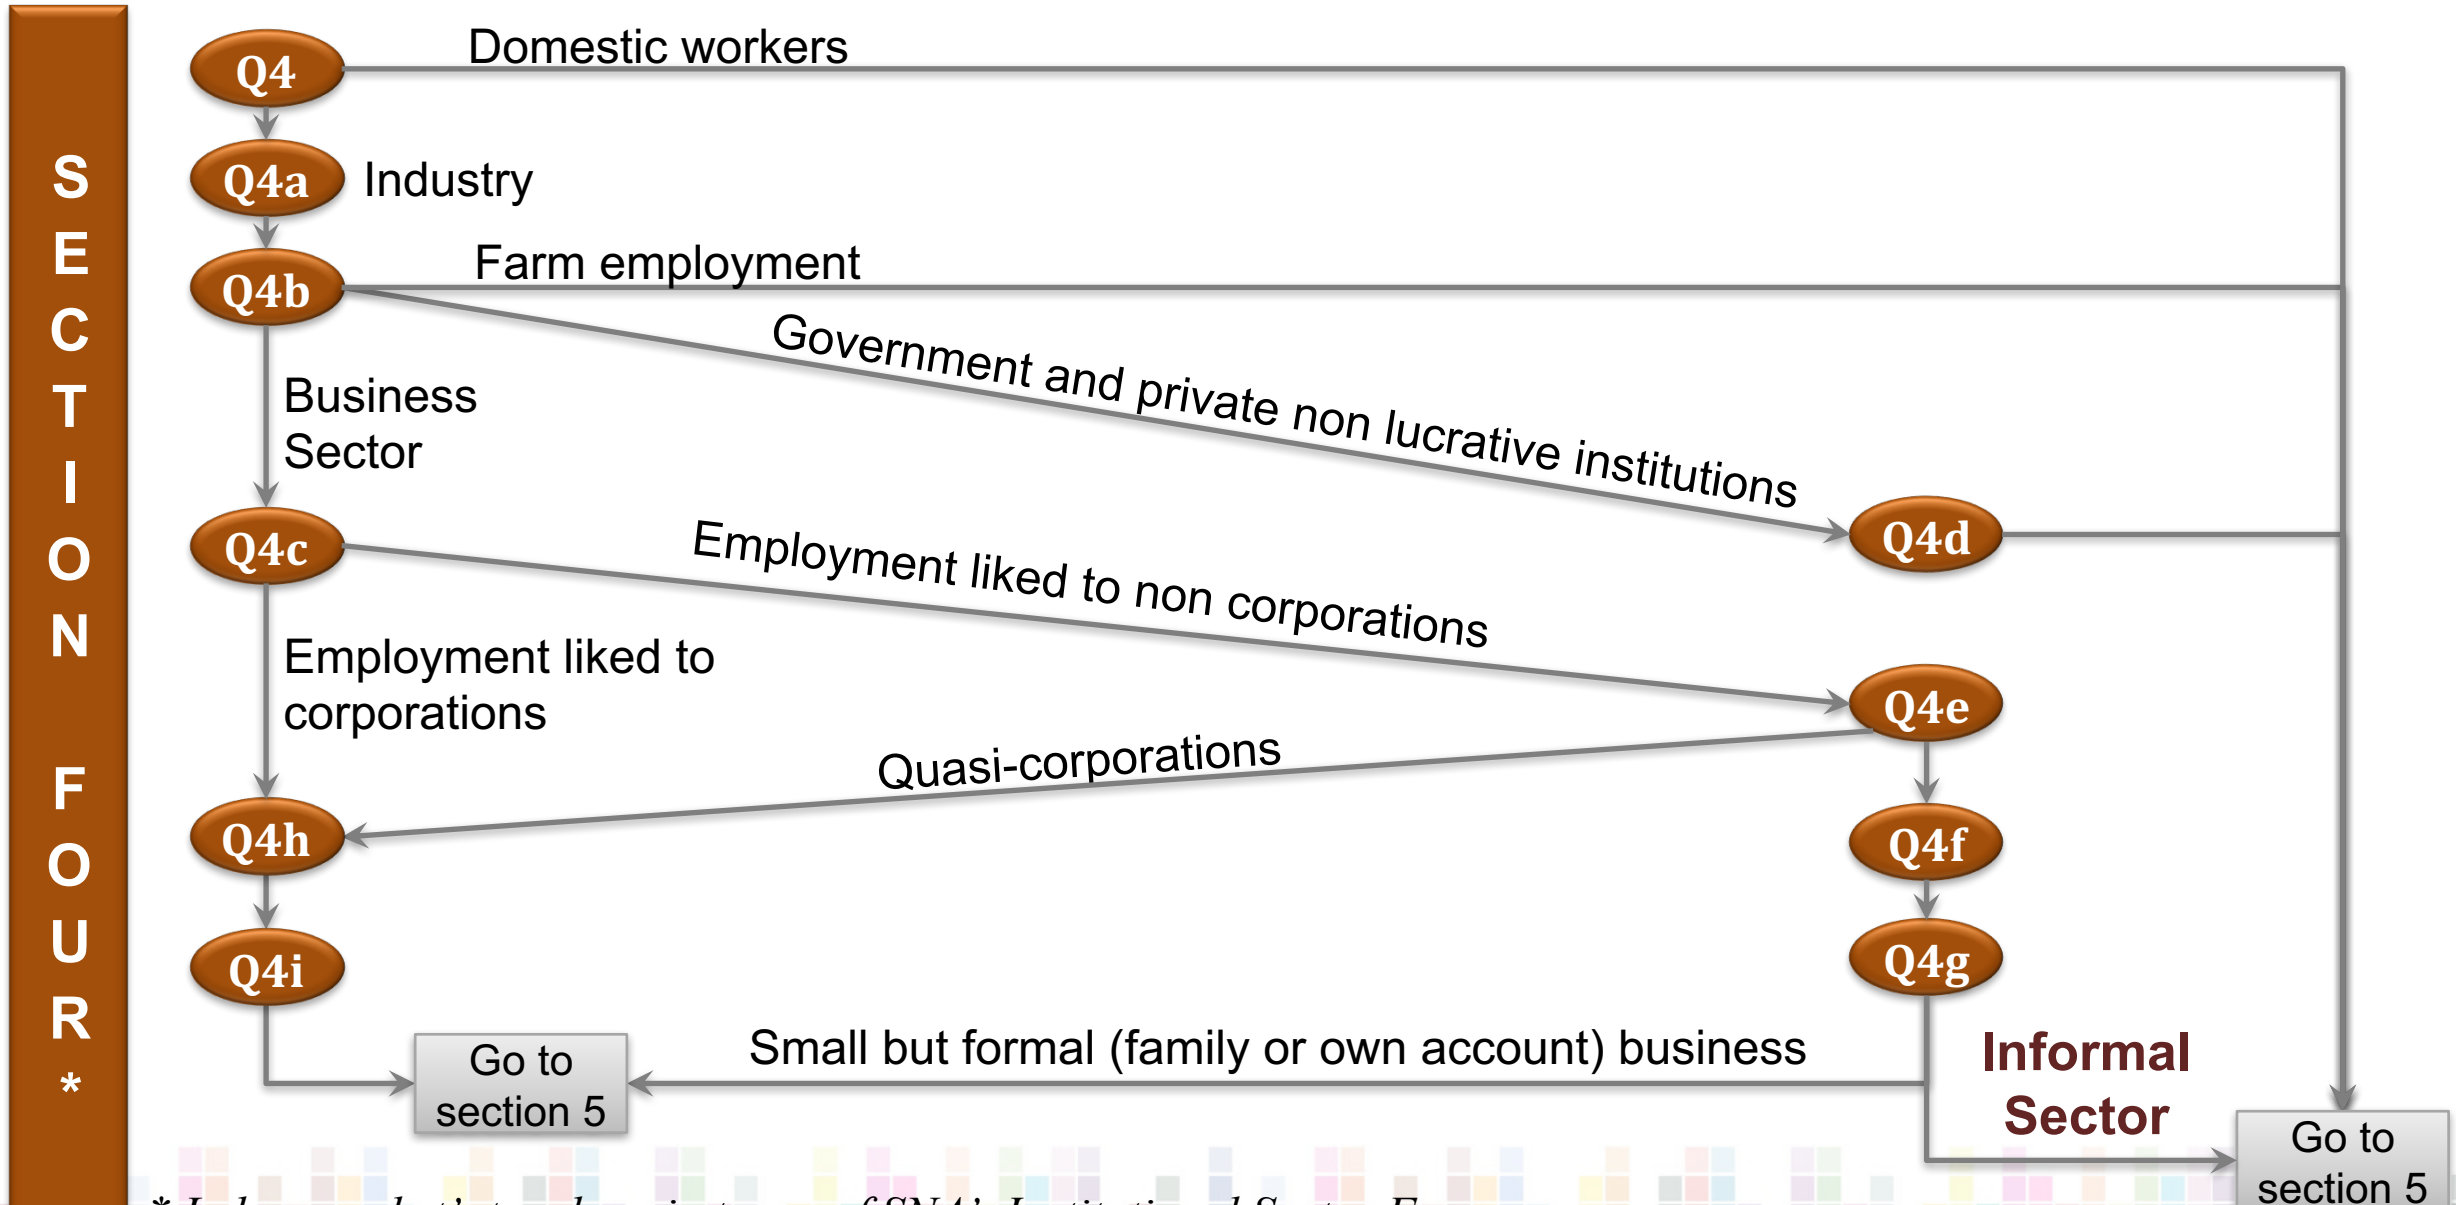 SECTION FOUR*
Q4
Domestic workers
Q4a
Industry
Q4b
Farm employment
Government and private non lucrative institutions
Business
Sector
Q4c
Q4d
Employment liked to non corporations
Employment liked to
corporations
Q4e
Quasi-corporations
Q4h
Q4f
Q4i
Q4g
Go to
section 5
Small but formal (family or own account) business
Informal
Sector
Go to
section 5